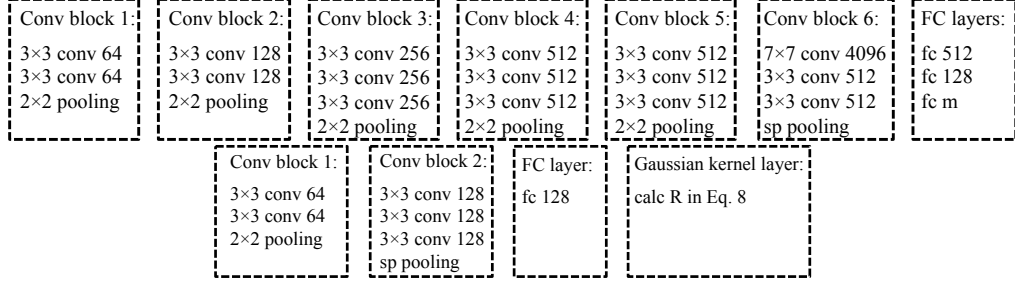 Conv block 1:
3×3 conv 64
3×3 conv 64
2×2 pooling
Conv block 2:
3×3 conv 128
3×3 conv 128
2×2 pooling
Conv block 3:
3×3 conv 256
3×3 conv 256
3×3 conv 256
2×2 pooling
Conv block 4:
3×3 conv 512
3×3 conv 512
3×3 conv 512
2×2 pooling
Conv block 5:
3×3 conv 512
3×3 conv 512
3×3 conv 512
2×2 pooling
Conv block 6:
7×7 conv 4096
3×3 conv 512
3×3 conv 512
sp pooling
FC layers:
fc 512
fc 128
fc m
Conv block 1:
3×3 conv 64
3×3 conv 64
2×2 pooling
Conv block 2:
3×3 conv 128
3×3 conv 128
3×3 conv 128
sp pooling
FC layer:
fc 128
Gaussian kernel layer:
calc R in Eq. 8